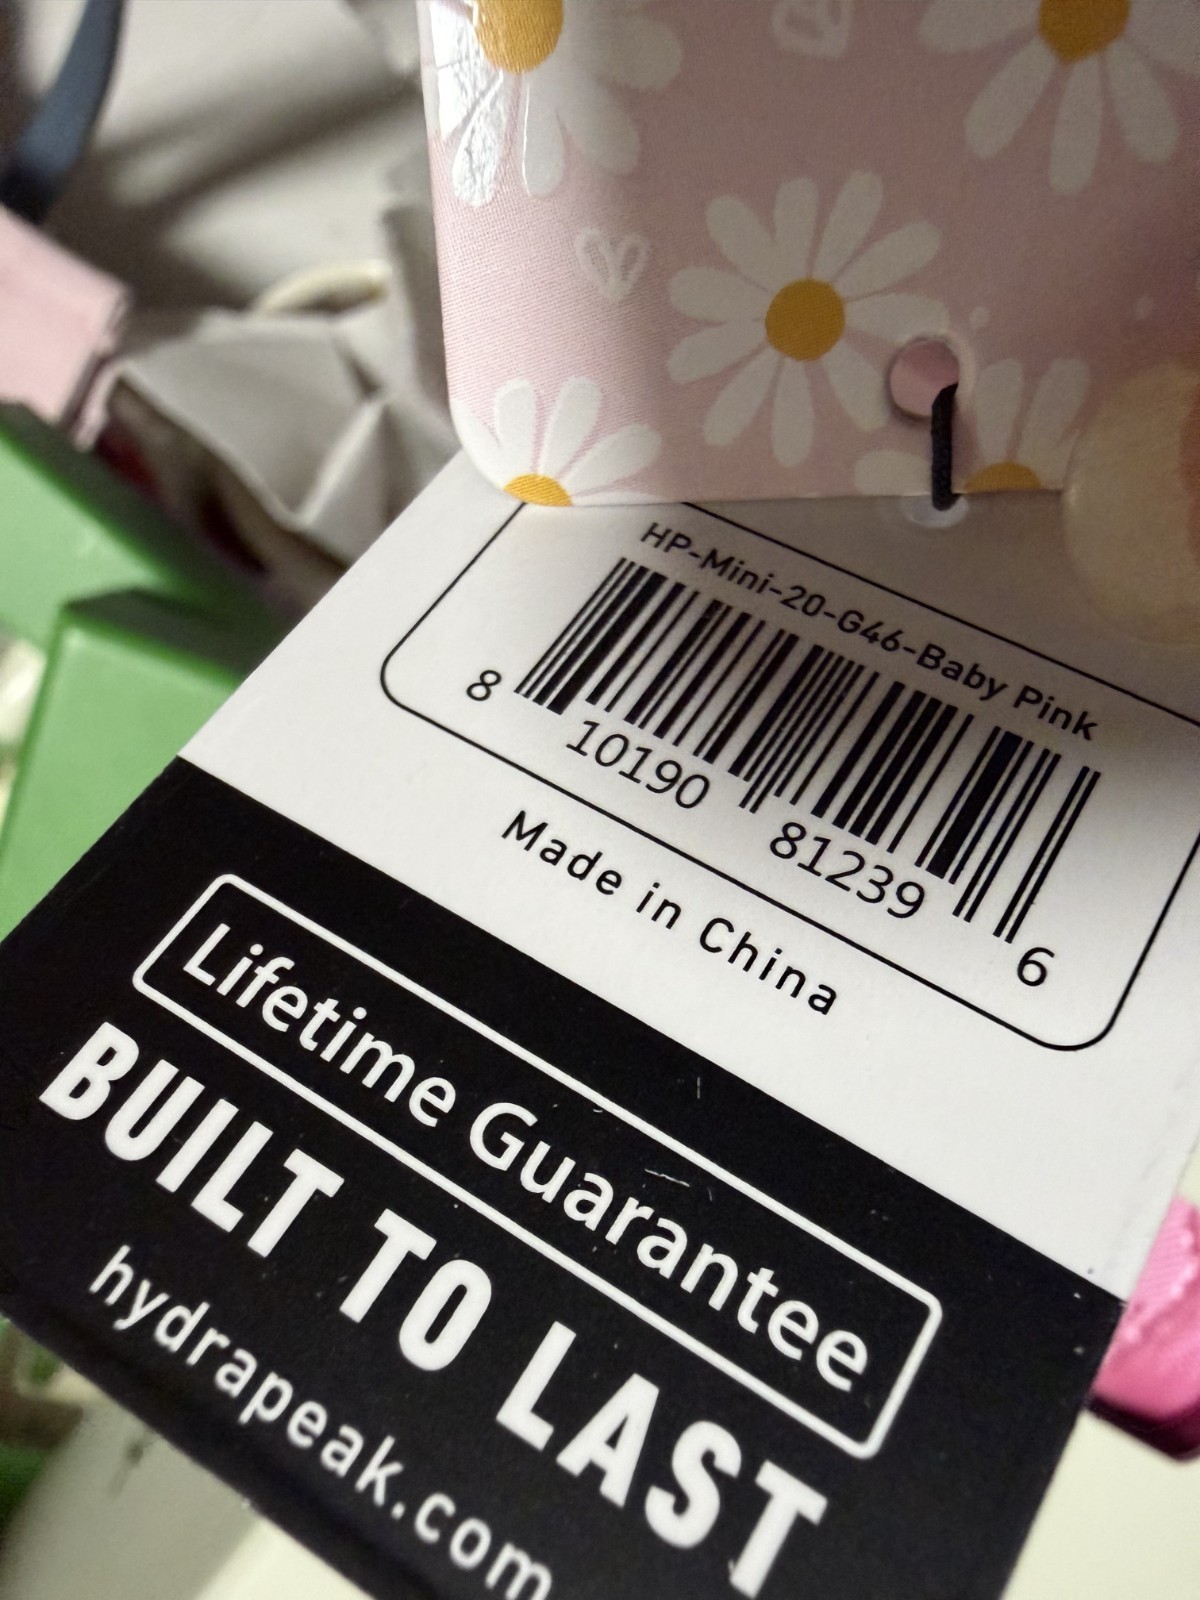 HP-Mini-20-G46-Baby Pink
8 10190 81239 6
Made in China
Lifetime Guarantee
BUILT TO LAST
hydrapeak.com